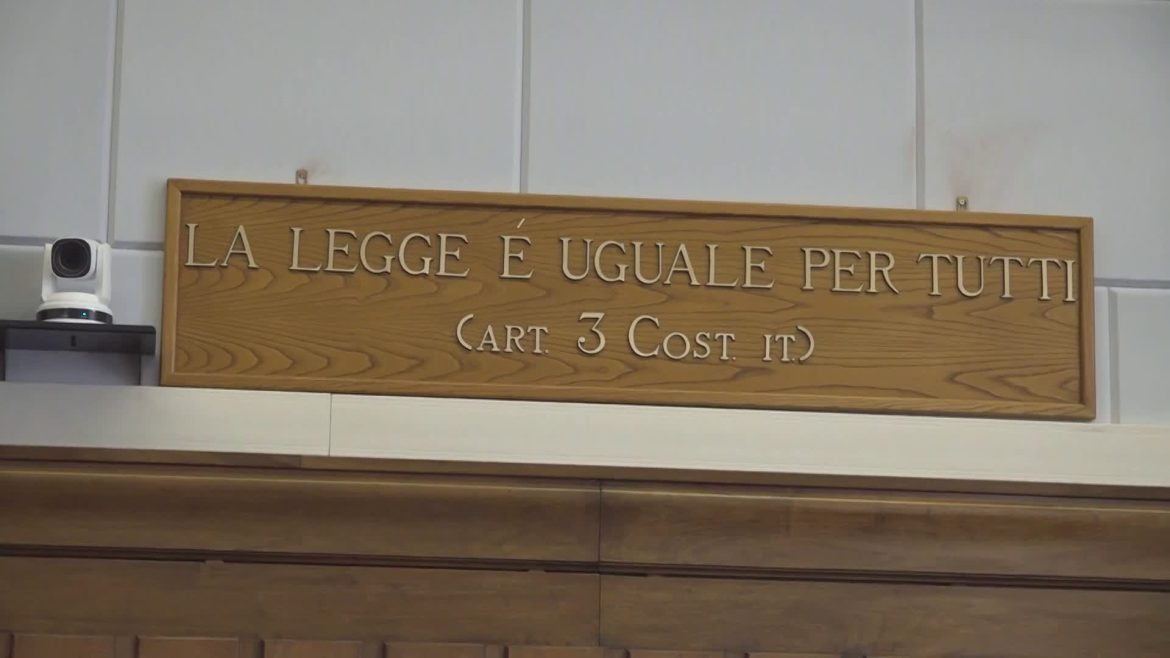 LA LEGGE É UGUALE PER TUTTI
(ART. 3 COST. IT.)